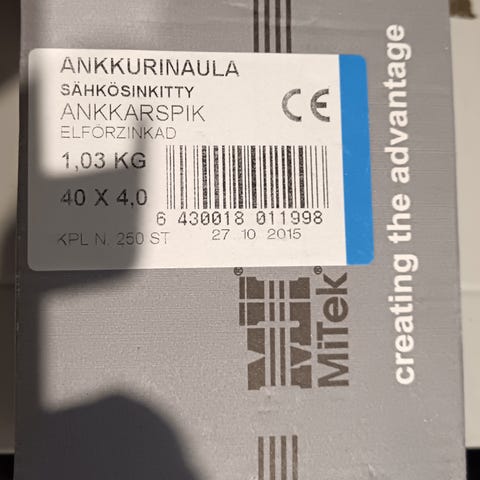 ANKKURINAULA
SÄHKÖSINKITTY
ANKKARSPIK
ELFÖRZINKAD
CE
1,03 KG
40 X 4,0
6 430018 011998
KPL N. 250 ST 27 10 2015
MiTek®
creating the advantage